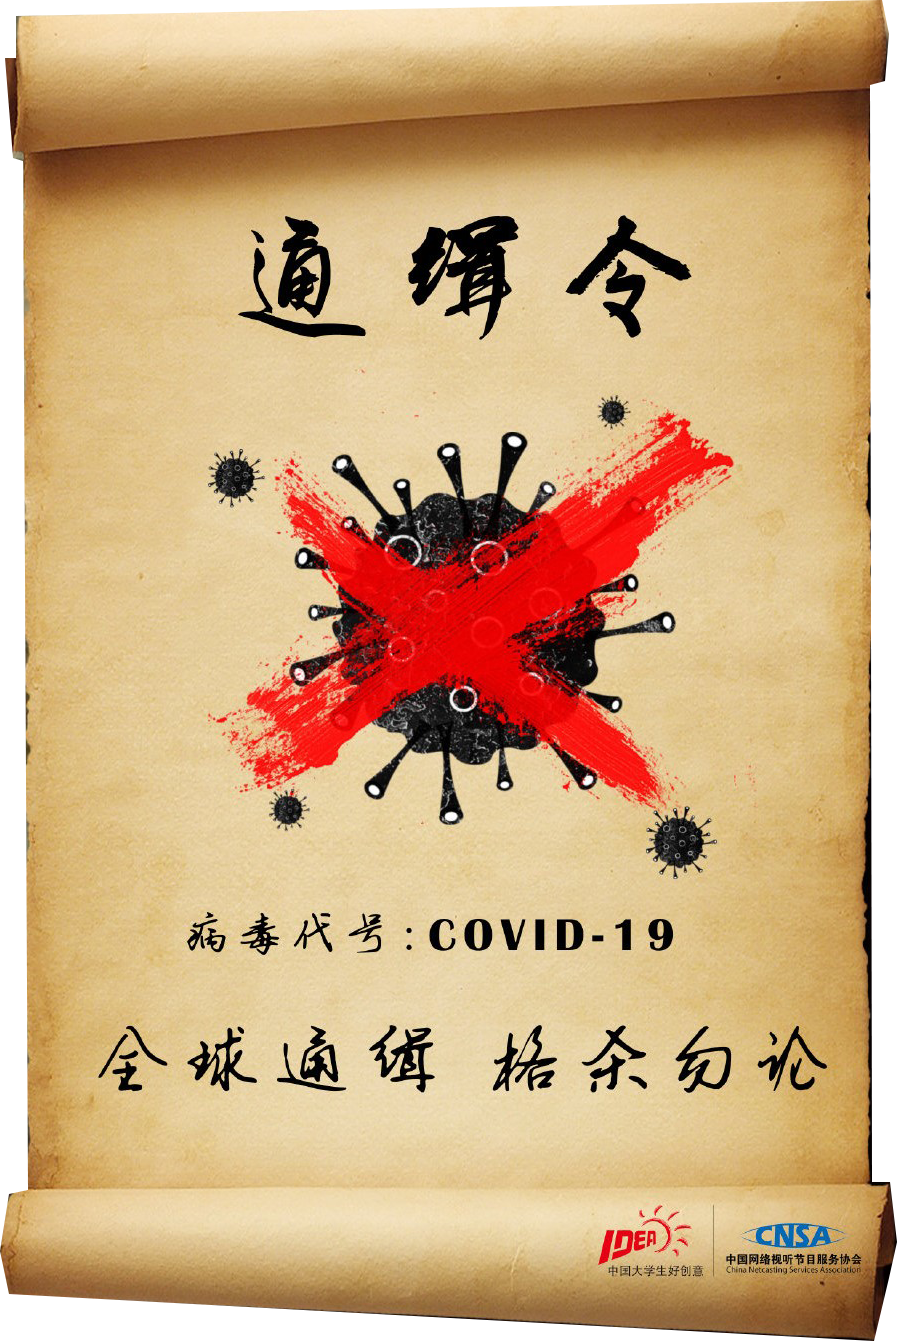 通缉令
病毒代号:COVID-19
全球通缉 格杀勿论
IDEA
中国大学生好创意
CNSA
中国网络视听节目服务协会
China Netcasting Services Association